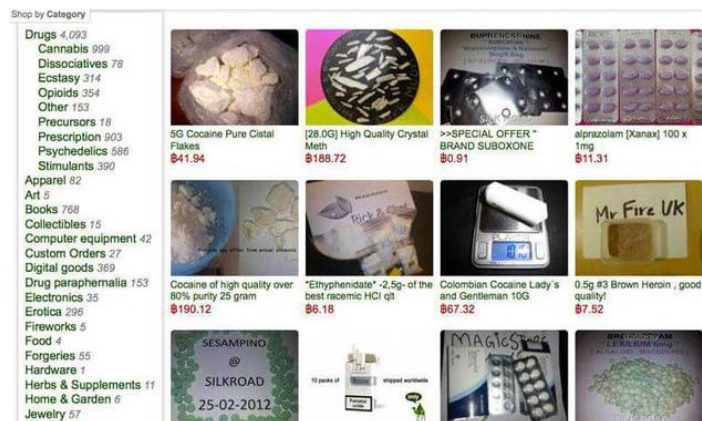 Shop by Category
Drugs 4,093
Cannabis 999
Dissociatives 78
Ecstasy 314
Opioids 354
Other 153
Precursors 18
Prescription 903
Psychedelics 586
Stimulants 390
Apparel 82
Art 5
Books 768
Collectibles 15
Computer equipment 42
Custom Orders 27
Digital goods 369
Drug paraphernalia 153
Electronics 35
Erotica 296
Fireworks 5
Food 4
Forgeries 55
Hardware 1
Herbs & Supplements 11
Home & Garden 6
Jewelry 57
5G Cocaine Pure Cistal
Flakes
฿41.94
[28.0G] High Quality Crystal
Meth
฿188.72
BUPRENORPHINE
SILK ROAD
>>SPECIAL OFFER "
BRAND SUBOXONE
฿0.91
alprazolam [Xanax] 100 x
1mg
฿11.31
Cocaine of high quality over
80% purity 25 gram
฿190.12
"Ethyphenidate" -2,5g- of the
best racemic HCl qlt
฿6.18
Colombian Cocaine Lady´s
and Gentleman 10G
฿67.32
Mr Fire UK
0.5g #3 Brown Heroin , good
quality!
฿7.52
SESAMPINO
@
SILKROAD
25-02-2012
10 packs of
shipped worldwide
only
MAGIC
LEXILIUM 6mg